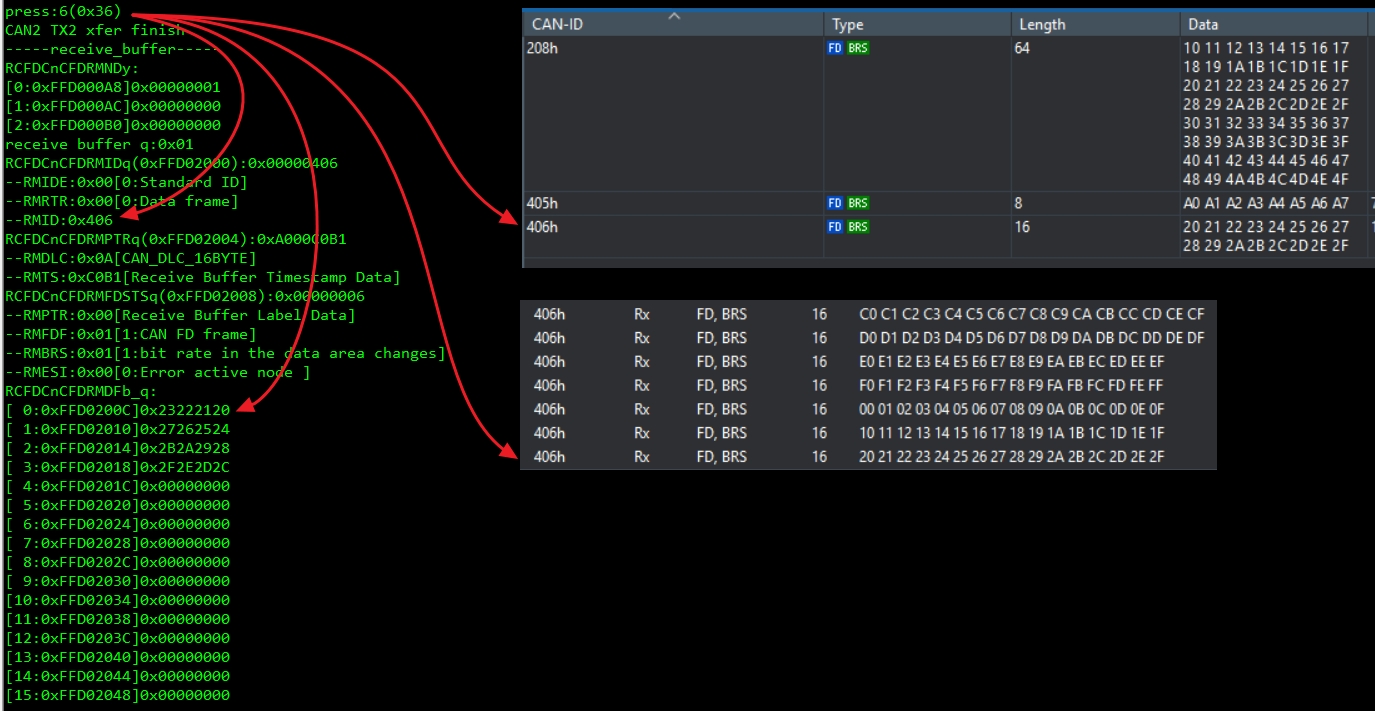 press:6(0x36)
CAN2 TX2 xfer finish
-----receive_buffer-----
RCFDCnCFDRMNDy:
[0:0xFFD000A8]0x00000001
[1:0xFFD000AC]0x00000000
[2:0xFFD000B0]0x00000000
receive buffer q:0x01
RCFDCnCFDRMIDq(0xFFD02000):0x00000406
--RMIDE:0x00[0:Standard ID]
--RMRTR:0x00[0:Data frame]
--RMID:0x406
RCFDCnCFDRMPTRq(0xFFD02004):0xA000C0B1
--RMDLC:0x0A[CAN_DLC_16BYTE]
--RMTS:0xC0B1[Receive Buffer Timestamp Data]
RCFDCnCFDRMFDSTSq(0xFFD02008):0x00000006
--RMPTR:0x00[Receive Buffer Label Data]
--RMFDF:0x01[1:CAN FD frame]
--RMBRS:0x01[1:bit rate in the data area changes]
--RMESI:0x00[0:Error active node ]
RCFDCnCFDRMDFb_q:
[ 0:0xFFD0200C]0x23222120
[ 1:0xFFD02010]0x27262524
[ 2:0xFFD02014]0x2B2A2928
[ 3:0xFFD02018]0x2F2E2D2C
[ 4:0xFFD0201C]0x00000000
[ 5:0xFFD02020]0x00000000
[ 6:0xFFD02024]0x00000000
[ 7:0xFFD02028]0x00000000
[ 8:0xFFD0202C]0x00000000
[ 9:0xFFD02030]0x00000000
[10:0xFFD02034]0x00000000
[11:0xFFD02038]0x00000000
[12:0xFFD0203C]0x00000000
[13:0xFFD02040]0x00000000
[14:0xFFD02044]0x00000000
[15:0xFFD02048]0x00000000
CAN-ID Type Length Data
208h FD BRS 64 10 11 12 13 14 15 16 17
18 19 1A 1B 1C 1D 1E 1F
20 21 22 23 24 25 26 27
28 29 2A 2B 2C 2D 2E 2F
30 31 32 33 34 35 36 37
38 39 3A 3B 3C 3D 3E 3F
40 41 42 43 44 45 46 47
48 49 4A 4B 4C 4D 4E 4F
405h FD BRS 8 A0 A1 A2 A3 A4 A5 A6 A7
406h FD BRS 16 20 21 22 23 24 25 26 27
28 29 2A 2B 2C 2D 2E 2F
406h Rx FD, BRS 16 C0 C1 C2 C3 C4 C5 C6 C7 C8 C9 CA CB CC CD CE CF
406h Rx FD, BRS 16 D0 D1 D2 D3 D4 D5 D6 D7 D8 D9 DA DB DC DD DE DF
406h Rx FD, BRS 16 E0 E1 E2 E3 E4 E5 E6 E7 E8 E9 EA EB EC ED EE EF
406h Rx FD, BRS 16 F0 F1 F2 F3 F4 F5 F6 F7 F8 F9 FA FB FC FD FE FF
406h Rx FD, BRS 16 00 01 02 03 04 05 06 07 08 09 0A 0B 0C 0D 0E 0F
406h Rx FD, BRS 16 10 11 12 13 14 15 16 17 18 19 1A 1B 1C 1D 1E 1F
406h Rx FD, BRS 16 20 21 22 23 24 25 26 27 28 29 2A 2B 2C 2D 2E 2F